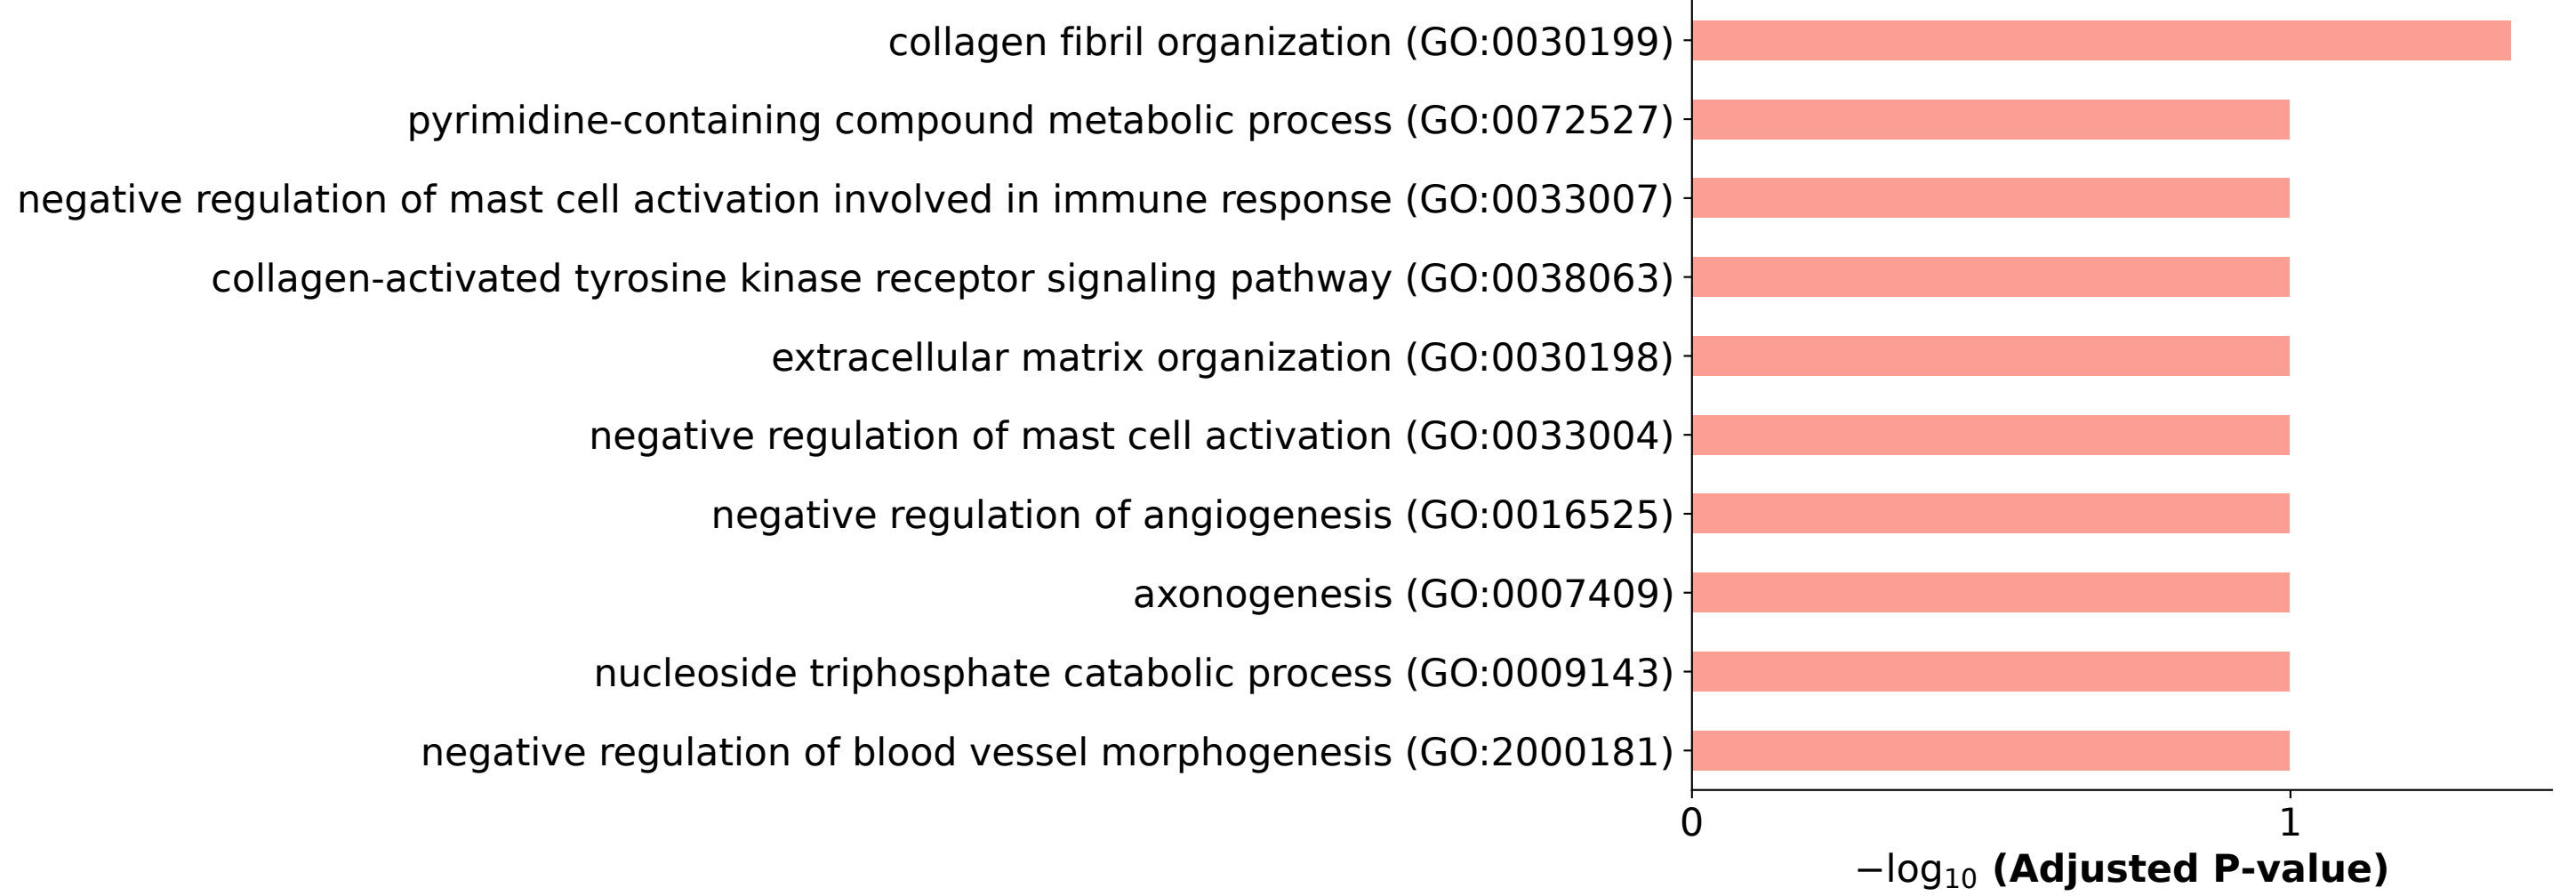 collagen fibril organization (GO:0030199)
pyrimidine-containing compound metabolic process (GO:0072527)
negative regulation of mast cell activation involved in immune response (GO:0033007)
collagen-activated tyrosine kinase receptor signaling pathway (GO:0038063)
extracellular matrix organization (GO:0030198)
negative regulation of mast cell activation (GO:0033004)
negative regulation of angiogenesis (GO:0016525)
axonogenesis (GO:0007409)
nucleoside triphosphate catabolic process (GO:0009143)
negative regulation of blood vessel morphogenesis (GO:2000181)
0 1
−log₁₀ (Adjusted P-value)